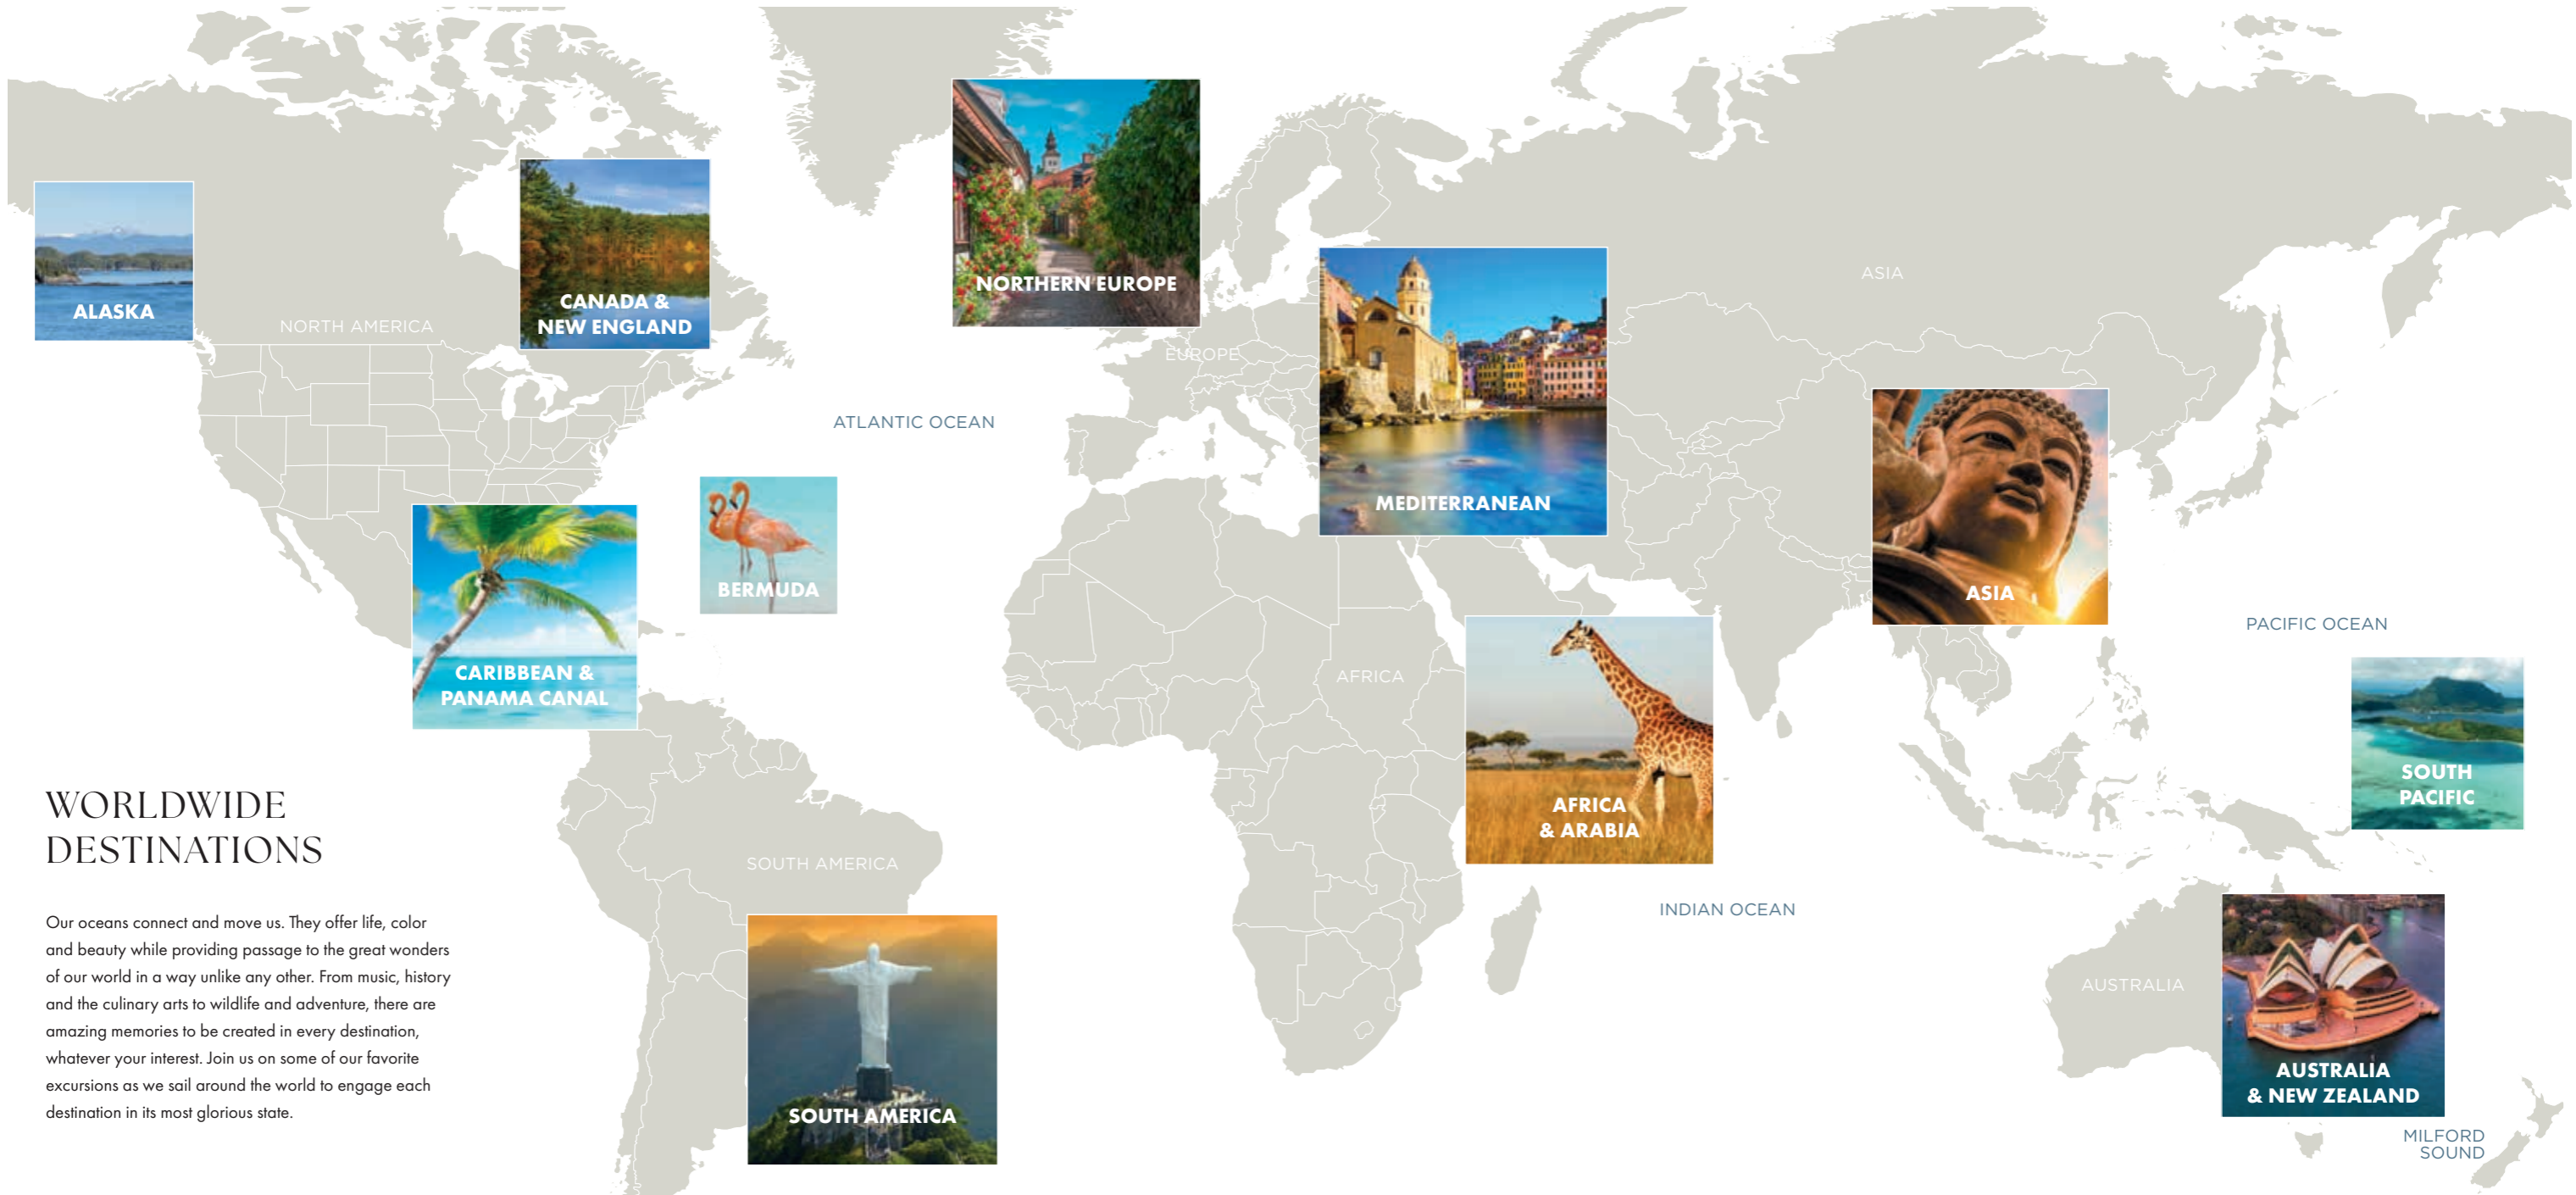 ALASKA
CANADA &
NEW ENGLAND
NORTH AMERICA
NORTHERN EUROPE
EUROPE
ASIA
ATLANTIC OCEAN
MEDITERRANEAN
BERMUDA
ASIA
CARIBBEAN &
PANAMA CANAL
AFRICA
PACIFIC OCEAN
SOUTH
PACIFIC
AFRICA
& ARABIA
SOUTH AMERICA
INDIAN OCEAN
SOUTH AMERICA
AUSTRALIA
AUSTRALIA
& NEW ZEALAND
MILFORD
SOUND
WORLDWIDE
DESTINATIONS
Our oceans connect and move us. They offer life, color
and beauty while providing passage to the great wonders
of our world in a way unlike any other. From music, history
and the culinary arts to wildlife and adventure, there are
amazing memories to be created in every destination,
whatever your interest. Join us on some of our favorite
excursions as we sail around the world to engage each
destination in its most glorious state.